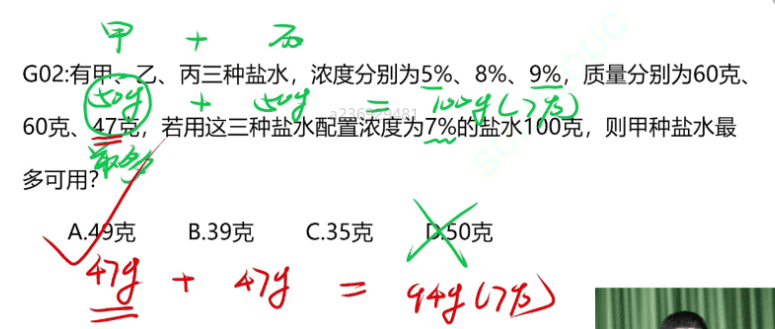 甲 + 丙
G02:有甲、乙、丙三种盐水，浓度分别为5%、8%、9%，质量分别为60克、
50g + 50g = 100g(7%)
a236529481
60克、47克，若用这三种盐水配置浓度为7%的盐水100克，则甲种盐水最
最多
多可用？
A.49克 B.39克 C.35克 D.50克
47g + 47g = 94g(7%)